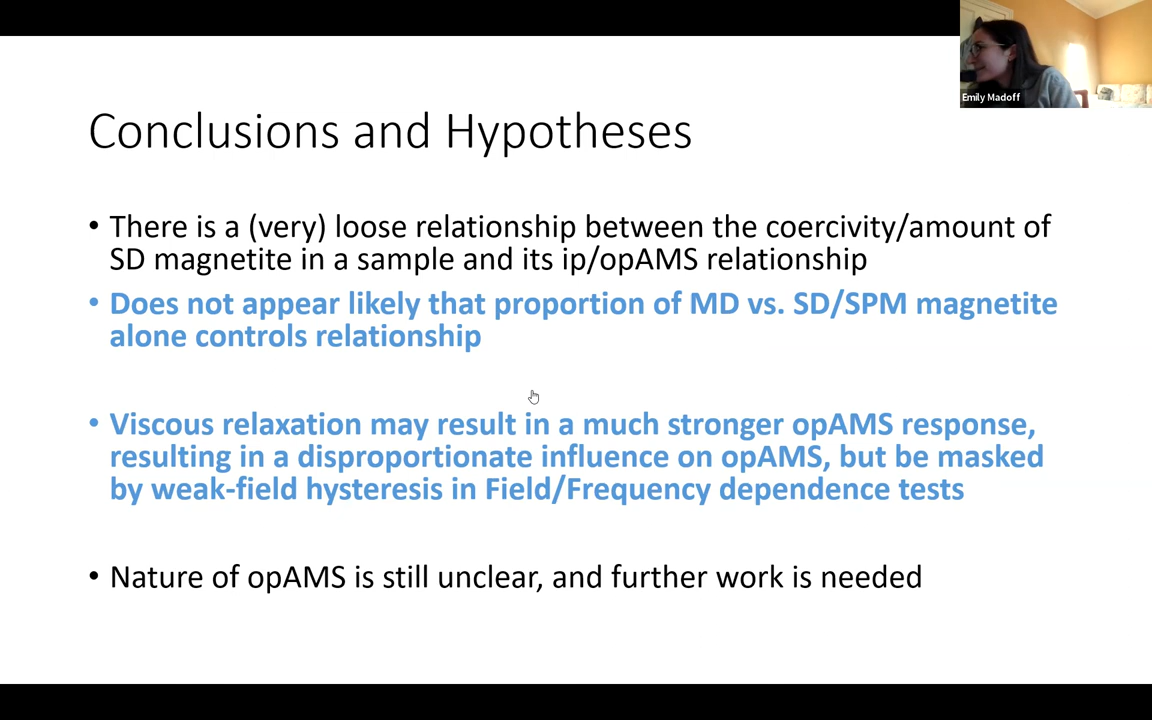 Emily Madoff
Conclusions and Hypotheses
• There is a (very) loose relationship between the coercivity/amount of
SD magnetite in a sample and its ip/opAMS relationship
• Does not appear likely that proportion of MD vs. SD/SPM magnetite
alone controls relationship
• Viscous relaxation may result in a much stronger opAMS response,
resulting in a disproportionate influence on opAMS, but be masked
by weak-field hysteresis in Field/Frequency dependence tests
• Nature of opAMS is still unclear, and further work is needed